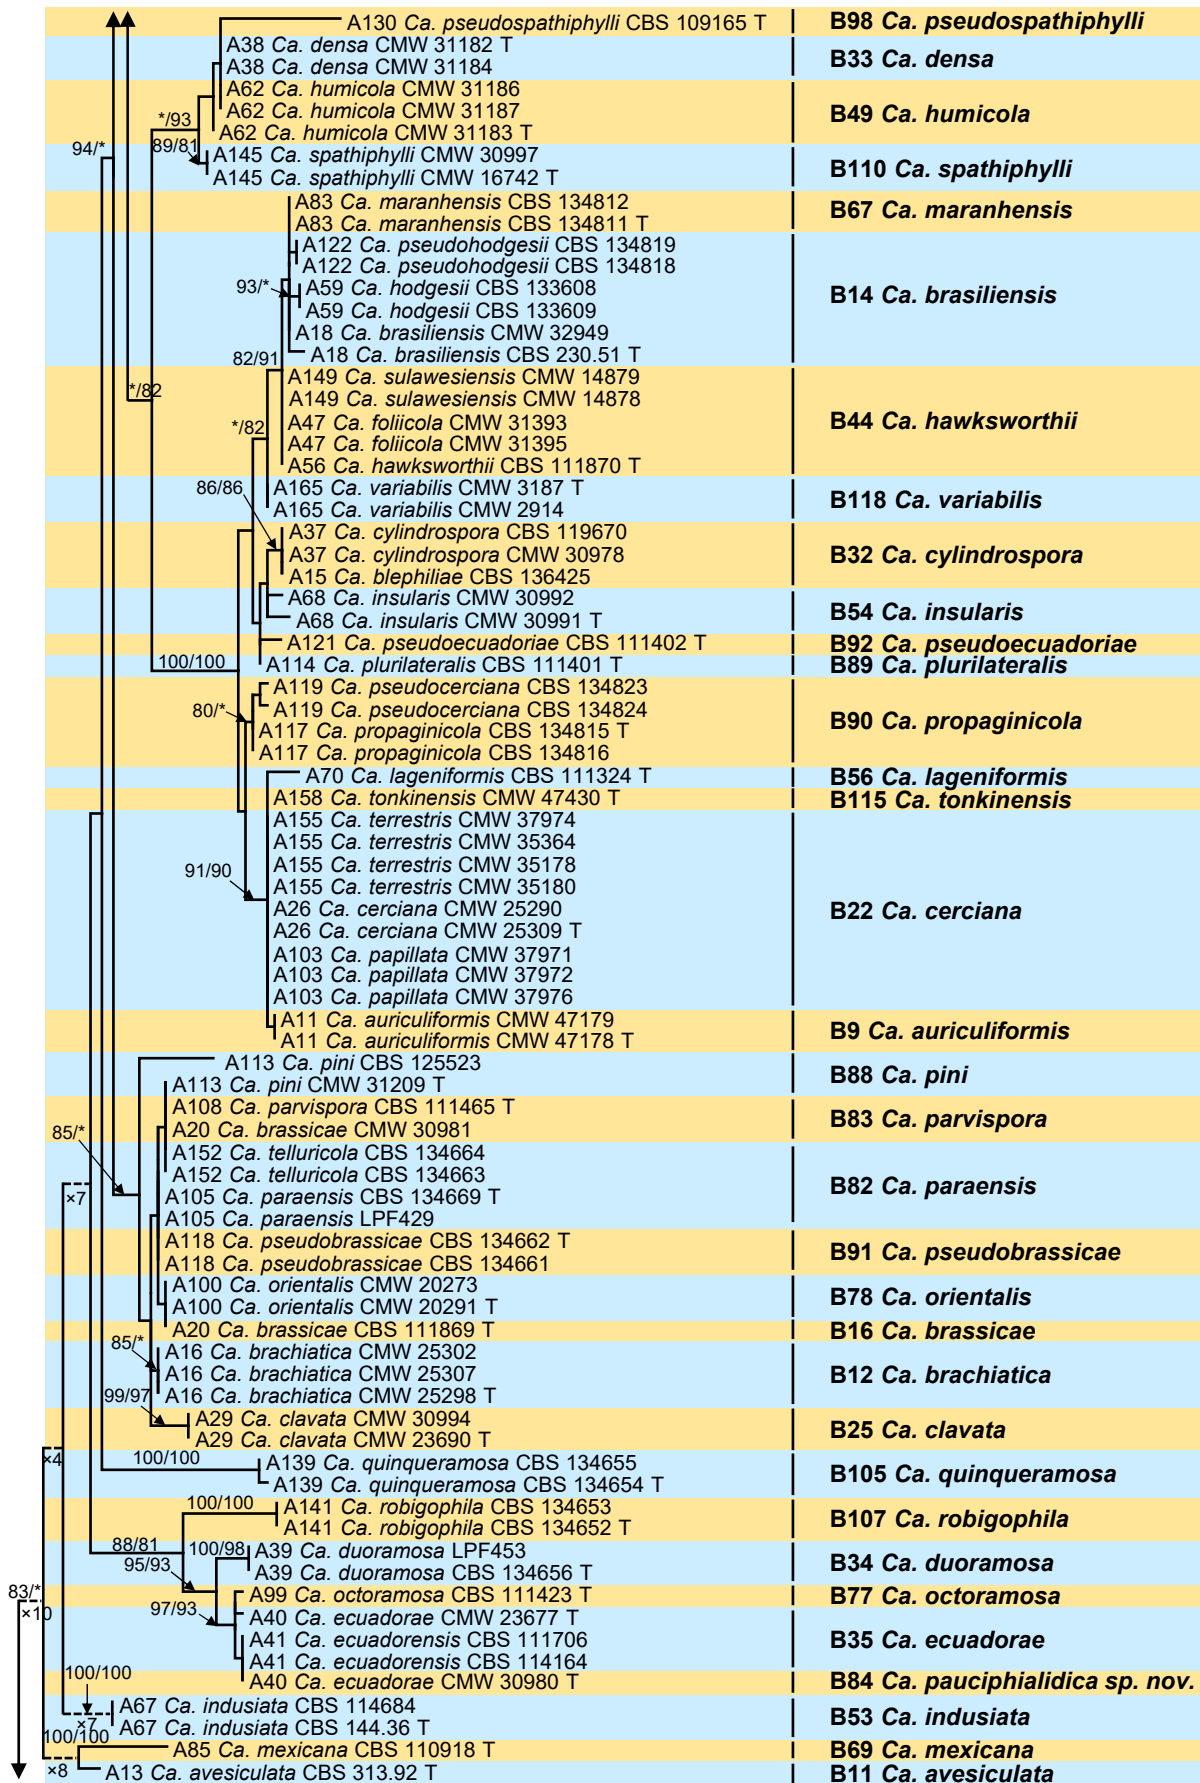 A130 Ca. pseudospathiphylli CBS 109165 T
B98 Ca. pseudospathiphylli
A38 Ca. densa CMW 31182 T
A38 Ca. densa CMW 31184
B33 Ca. densa
A62 Ca. humicola CMW 31186
A62 Ca. humicola CMW 31187
A62 Ca. humicola CMW 31183 T
B49 Ca. humicola
*/93
89/81
94/*
A145 Ca. spathiphylli CMW 30997
A145 Ca. spathiphylli CMW 16742 T
B110 Ca. spathiphylli
A83 Ca. maranhensis CBS 134812
A83 Ca. maranhensis CBS 134811 T
B67 Ca. maranhensis
A122 Ca. pseudohodgesii CBS 134819
A122 Ca. pseudohodgesii CBS 134818
93/*
A59 Ca. hodgesii CBS 133608
A59 Ca. hodgesii CBS 133609
A18 Ca. brasiliensis CMW 32949
A18 Ca. brasiliensis CBS 230.51 T
B14 Ca. brasiliensis
82/91
*/82
A149 Ca. sulawesiensis CMW 14879
A149 Ca. sulawesiensis CMW 14878
A47 Ca. foliicola CMW 31393
A47 Ca. foliicola CMW 31395
A56 Ca. hawksworthii CBS 111870 T
B44 Ca. hawksworthii
*/82
86/86
A165 Ca. variabilis CMW 3187 T
A165 Ca. variabilis CMW 2914
B118 Ca. variabilis
A37 Ca. cylindrospora CBS 119670
A37 Ca. cylindrospora CMW 30978
A15 Ca. blephiliae CBS 136425
B32 Ca. cylindrospora
A68 Ca. insularis CMW 30992
A68 Ca. insularis CMW 30991 T
B54 Ca. insularis
A121 Ca. pseudoecuadoriae CBS 111402 T
B92 Ca. pseudoecuadoriae
100/100
A114 Ca. plurilateralis CBS 111401 T
B89 Ca. plurilateralis
A119 Ca. pseudocerciana CBS 134823
A119 Ca. pseudocerciana CBS 134824
80/*
A117 Ca. propaginicola CBS 134815 T
A117 Ca. propaginicola CBS 134816
B90 Ca. propaginicola
A70 Ca. lageniformis CBS 111324 T
B56 Ca. lageniformis
A158 Ca. tonkinensis CMW 47430 T
B115 Ca. tonkinensis
A155 Ca. terrestris CMW 37974
A155 Ca. terrestris CMW 35364
A155 Ca. terrestris CMW 35178
A155 Ca. terrestris CMW 35180
91/90
A26 Ca. cerciana CMW 25290
A26 Ca. cerciana CMW 25309 T
A103 Ca. papillata CMW 37971
A103 Ca. papillata CMW 37972
A103 Ca. papillata CMW 37976
B22 Ca. cerciana
A11 Ca. auriculiformis CMW 47179
A11 Ca. auriculiformis CMW 47178 T
B9 Ca. auriculiformis
A113 Ca. pini CBS 125523
A113 Ca. pini CMW 31209 T
B88 Ca. pini
A108 Ca. parvispora CBS 111465 T
A20 Ca. brassicae CMW 30981
B83 Ca. parvispora
85/*
×7
A152 Ca. telluricola CBS 134664
A152 Ca. telluricola CBS 134663
A105 Ca. paraensis CBS 134669 T
A105 Ca. paraensis LPF429
B82 Ca. paraensis
A118 Ca. pseudobrassicae CBS 134662 T
A118 Ca. pseudobrassicae CBS 134661
B91 Ca. pseudobrassicae
A100 Ca. orientalis CMW 20273
A100 Ca. orientalis CMW 20291 T
B78 Ca. orientalis
A20 Ca. brassicae CBS 111869 T
B16 Ca. brassicae
85/*
A16 Ca. brachiatica CMW 25302
A16 Ca. brachiatica CMW 25307
A16 Ca. brachiatica CMW 25298 T
B12 Ca. brachiatica
99/97
A29 Ca. clavata CMW 30994
A29 Ca. clavata CMW 23690 T
B25 Ca. clavata
×4
100/100
A139 Ca. quinqueramosa CBS 134655
A139 Ca. quinqueramosa CBS 134654 T
B105 Ca. quinqueramosa
100/100
A141 Ca. robigophila CBS 134653
A141 Ca. robigophila CBS 134652 T
B107 Ca. robigophila
88/81
100/98
95/93
A39 Ca. duoramosa LPF453
A39 Ca. duoramosa CBS 134656 T
B34 Ca. duoramosa
83/*
×10
97/93
A99 Ca. octoramosa CBS 111423 T
B77 Ca. octoramosa
A40 Ca. ecuadorae CMW 23677 T
A41 Ca. ecuadorensis CBS 111706
A41 Ca. ecuadorensis CBS 114164
B35 Ca. ecuadorae
A40 Ca. ecuadorae CMW 30980 T
B84 Ca. pauciphialidica sp. nov.
100/100
×7
A67 Ca. indusiata CBS 114684
A67 Ca. indusiata CBS 144.36 T
B53 Ca. indusiata
100/100
×8
A85 Ca. mexicana CBS 110918 T
B69 Ca. mexicana
A13 Ca. avesiculata CBS 313.92 T
B11 Ca. avesiculata